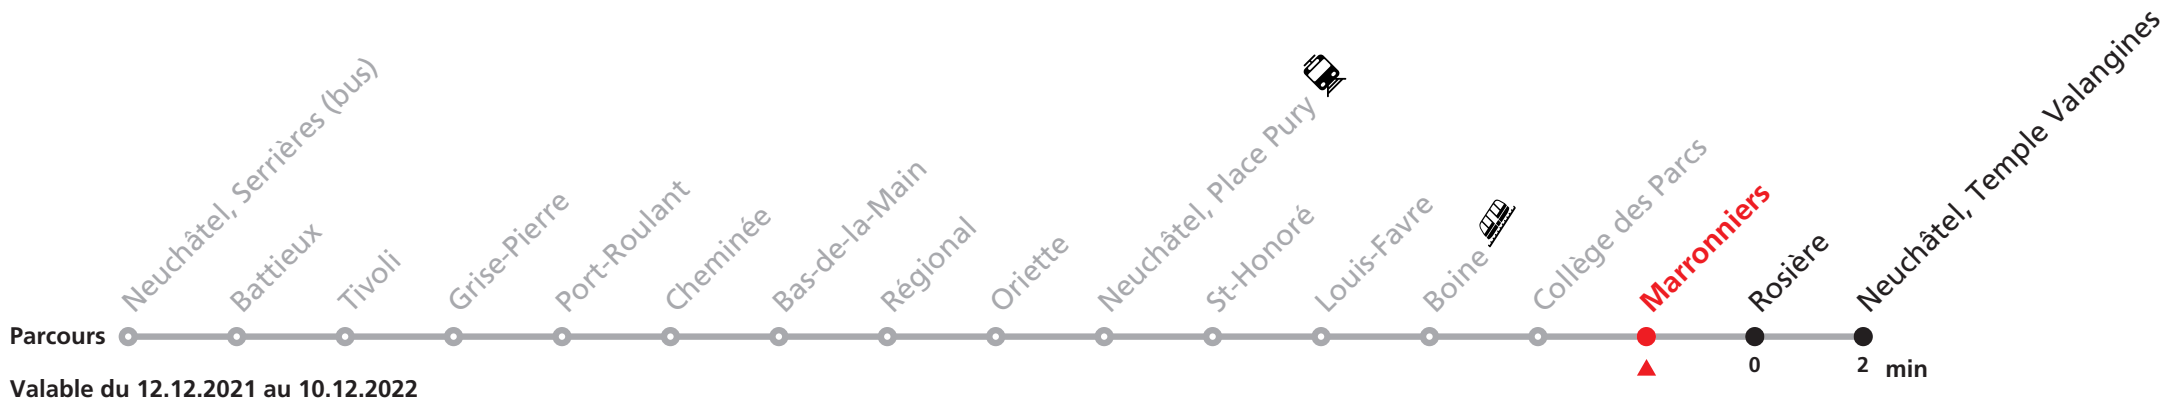 Neuchâtel, Serrières (bus)
Battieux
Tivoli
Grise-Pierre
Port-Roulant
Cheminée
Bas-de-la-Main
Régional
Oriette
Neuchâtel, Place Pury
St-Honoré
Louis-Favre
Boine
Collège des Parcs
Marronniers
Rosière
Neuchâtel, Temple Valangines
Parcours
0 2 min
Valable du 12.12.2021 au 10.12.2022